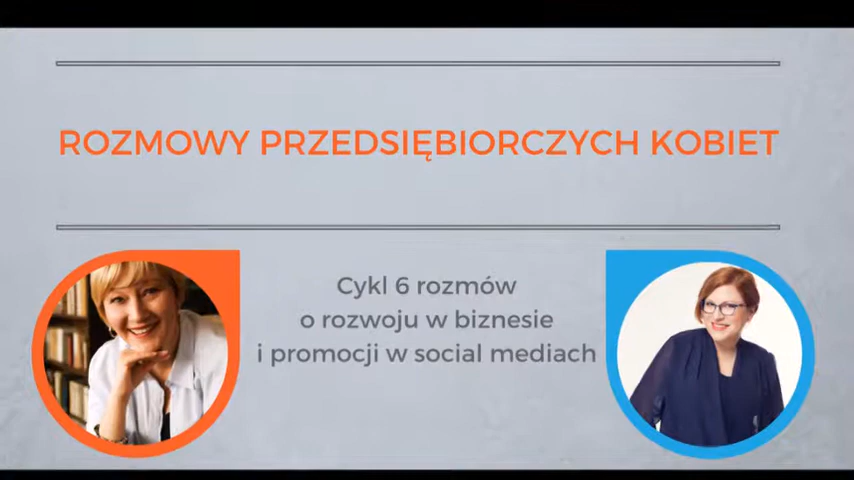 ROZMOWY PRZEDSIĘBIORCZYCH KOBIET
Cykl 6 rozmów
o rozwoju w biznesie
i promocji w social mediach